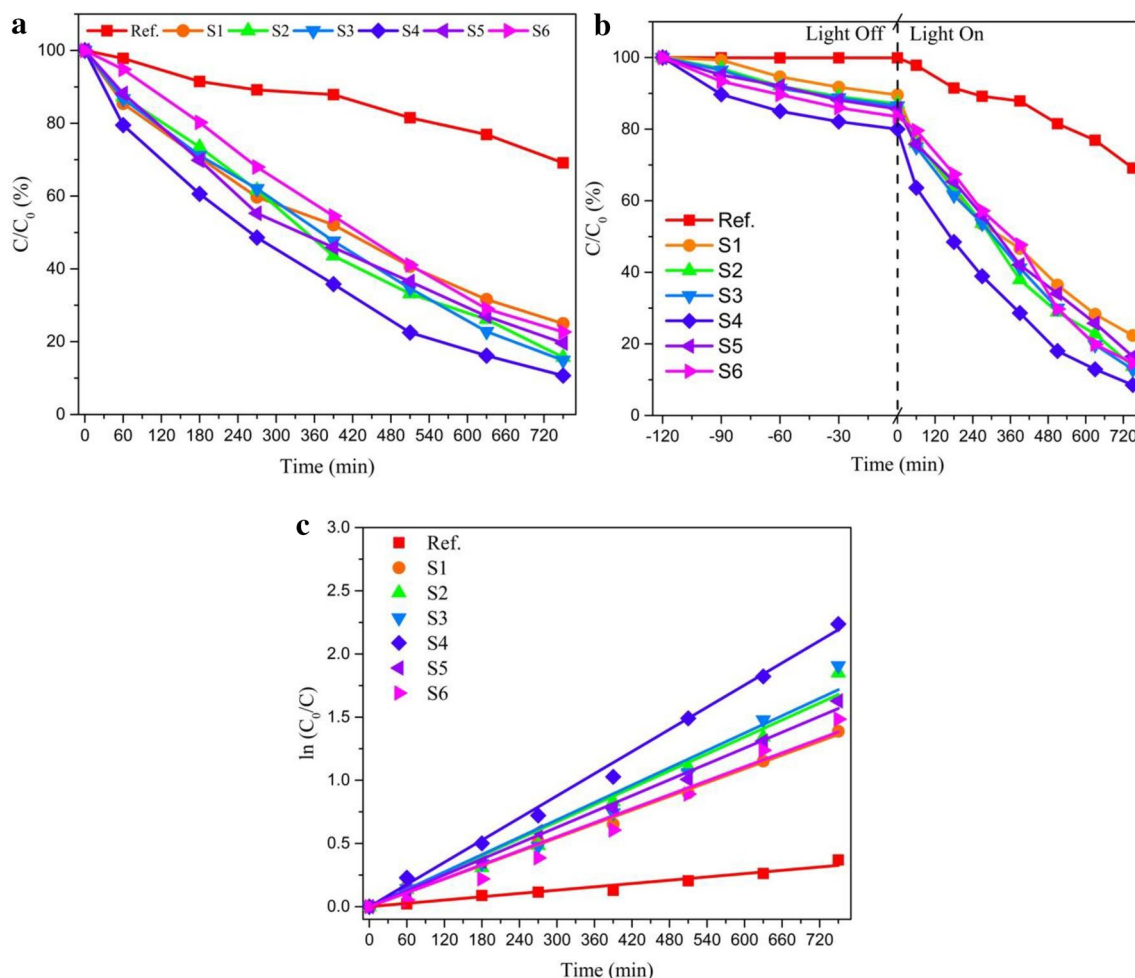 a
Ref. S1 S2 S3 S4 S5 S6
100
80
60
40
20
0
C/C0 (%)
0 60 120 180 240 300 360 420 480 540 600 660 720
Time (min)
b
Light Off Light On
100
80
60
40
20
0
C/C0 (%)
Ref.
S1
S2
S3
S4
S5
S6
-120 -90 -60 -30 0 120 240 360 480 600 720
Time (min)
c
3.0
2.5
2.0
1.5
1.0
0.5
0.0
ln (C0/C)
Ref.
S1
S2
S3
S4
S5
S6
0 60 120 180 240 300 360 420 480 540 600 660 720
Time (min)